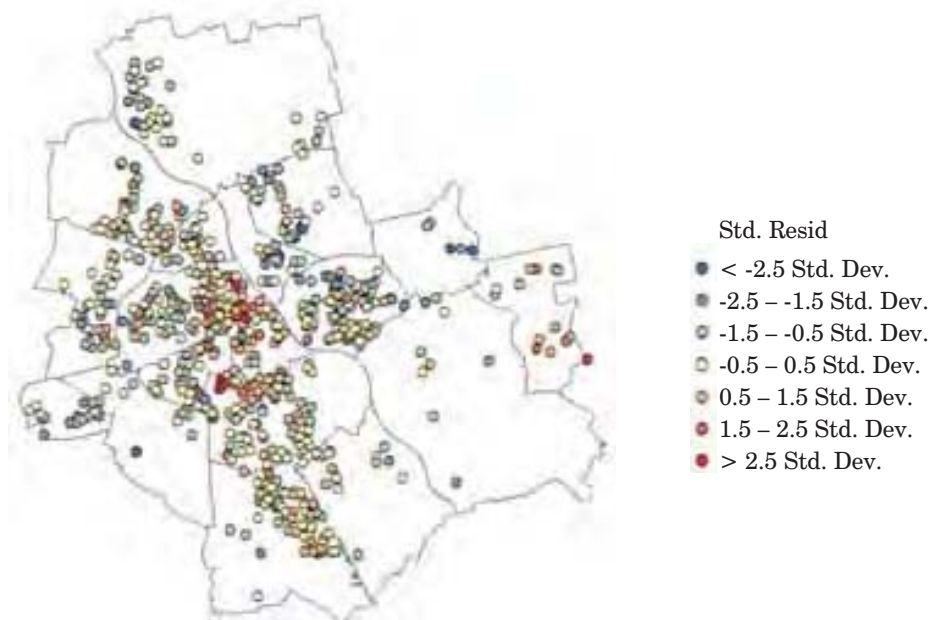 Std. Resid
< -2.5 Std. Dev.
-2.5 – -1.5 Std. Dev.
-1.5 – -0.5 Std. Dev.
-0.5 – 0.5 Std. Dev.
0.5 – 1.5 Std. Dev.
1.5 – 2.5 Std. Dev.
> 2.5 Std. Dev.